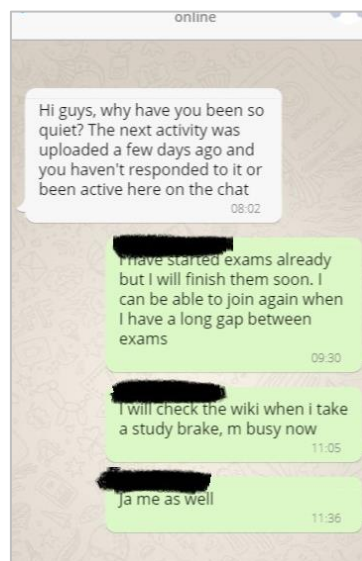 online
Hi guys, why have you been so
quiet? The next activity was
uploaded a few days ago and
you haven't responded to it or
been active here on the chat
08:02
I have started exams already
but I will finish them soon. I
can be able to join again when
I have a long gap between
exams
09:30
I will check the wiki when i take
a study brake, m busy now
11:05
Ja me as well
11:36